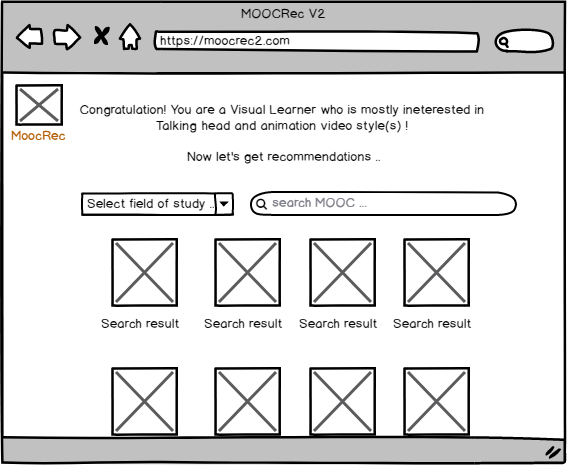 MOOCRec V2
https://moocrec2.com
MoocRec
Congratulation! You are a Visual Learner who is mostly ineterested in
Talking head and animation video style(s) !
Now let's get recommendations ..
Select field of study .. search MOOC ...
Search result Search result Search result Search result